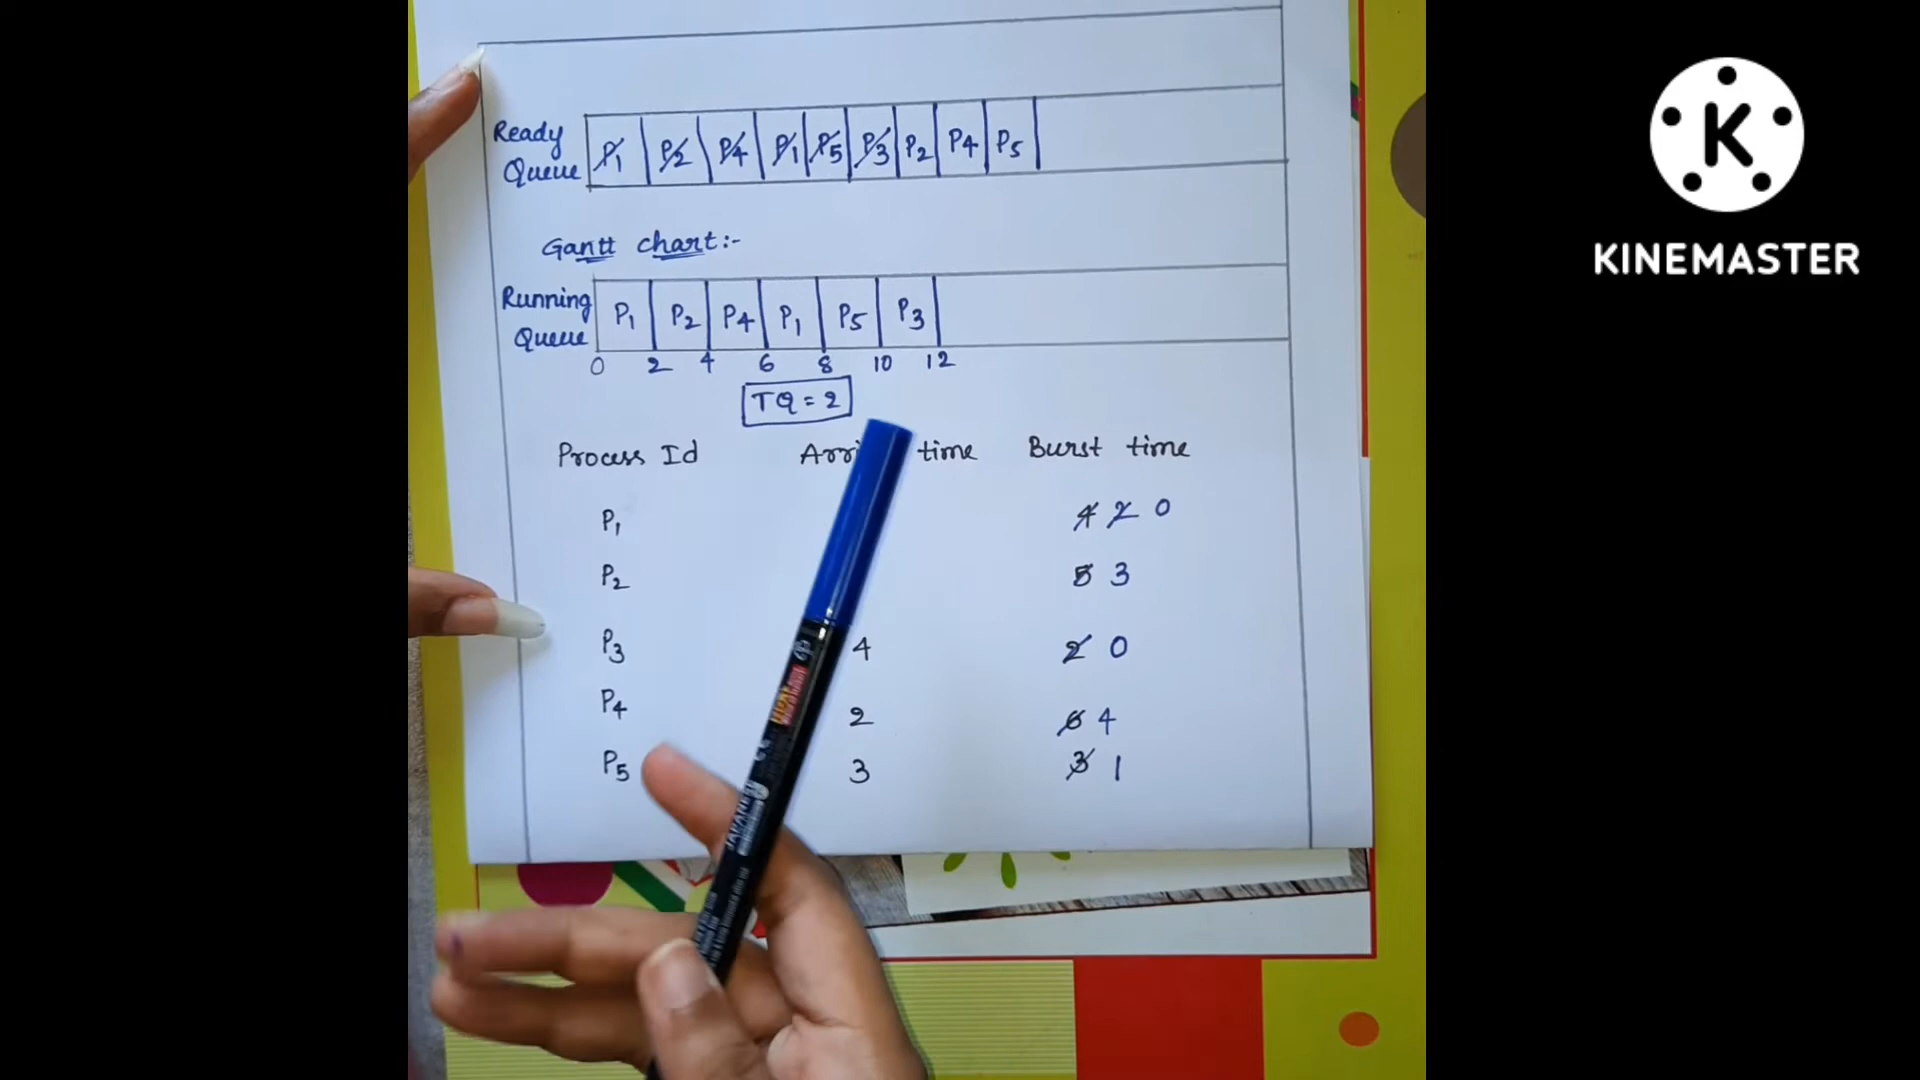 Ready Queue P1 P2 P4 P1 P5 P3 P2 P4 P5
Gantt chart:-
Running Queue P1 P2 P4 P1 P5 P3
0 2 4 6 8 10 12
TQ = 2
Process Id time Burst time
P1 4 2 0
P2 5 3
P3 4 2 0
P4 2 6 4
P5 3 3 1
K
KINEMASTER